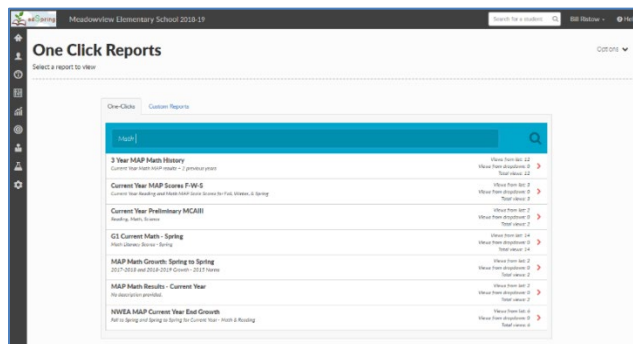 eduspring
Meadowview Elementary School 2018-19
Search for a student
Bill Ristow
Help
One Click Reports
Options
Select a report to view
One-Clicks
Custom Reports
Math
3 Year MAP Math History
Current Year Math MAP results + 2 previous years
Views from list: 12
Views from dropdown: 0
Total views: 12
Current Year MAP Scores F-W-S
Current Year Reading and Math MAP Scores for Fall, Winter, & Spring
Views from list: 5
Views from dropdown: 0
Total views: 5
Current Year Preliminary MCAIII
Reading, Math, Science
Views from list: 2
Views from dropdown: 0
Total views: 2
G1 Current Math - Spring
Scores - Spring
Views from list: 14
Views from dropdown: 0
Total views: 14
MAP Math Growth: Spring to Spring
2017-2018 and 2018-2019 Growth - 2015 Norms
Views from list: 2
Views from dropdown: 0
Total views: 2
MAP Math Results - Current Year
No description provided.
Views from list: 2
Views from dropdown: 0
Total views: 2
NWEA MAP Current Year End Growth
Fall to Spring and Spring to Spring for Current Year - Math & Reading
Views from list: 6
Views from dropdown: 0
Total views: 6